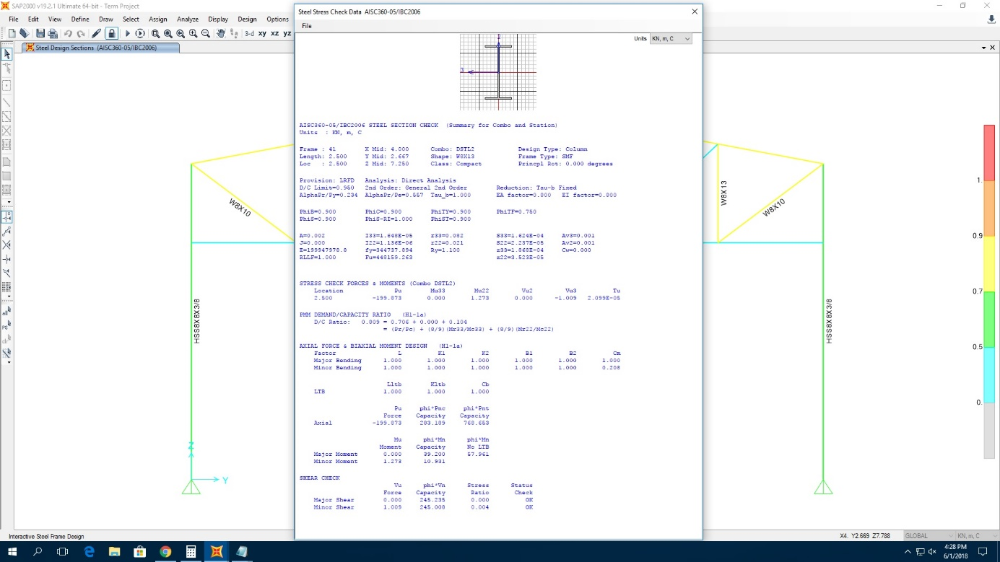 SAP2000 v19.2.1 Ultimate 64-bit - Term Project
File Edit View Define Draw Select Assign Analyze Display Design Options
3-d xy xz yz
Steel Design Sections (AISC360-05/IBC2006)
Steel Stress Check Data AISC360-05/IBC2006
File
Units KN, m, C
2
3
AISC360-05/IBC2006 STEEL SECTION CHECK (Summary for Combo and Station)
Units : KN, m, C
Frame : 41 X Mid: 4.000 Combo: DSTL2 Design Type: Column
Length: 2.500 Y Mid: 2.667 Shape: W8X13 Frame Type: SMF
Loc : 2.500 Z Mid: 7.250 Class: Compact Princpl Rot: 0.000 degrees
Provision: LRFD Analysis: Direct Analysis
D/C Limit=0.950 2nd Order: General 2nd Order Reduction: Tau-b Fixed
AlphaPr/Py=0.234 AlphaPr/Pe=0.557 Tau_b=1.000 EA factor=0.800 EI factor=0.800
PhiB=0.900 PhiC=0.900 PhiTY=0.900 PhiTF=0.750
PhiS=0.900 PhiS-RI=1.000 PhiST=0.900
A=0.002 I33=1.648E-05 r33=0.082 S33=1.624E-04 Av3=0.001
J=0.000 I22=1.136E-06 r22=0.021 S22=2.237E-05 Av2=0.001
E=199947978.8 fy=344737.894 Ry=1.100 z33=1.868E-04 Cw=0.000
RLLF=1.000 Fu=448159.263 z22=3.523E-05
STRESS CHECK FORCES & MOMENTS (Combo DSTL2)
Location Pu Mu33 Mu22 Vu2 Vu3 Tu
2.500 -199.873 0.000 1.273 0.000 -1.009 2.099E-05
PMM DEMAND/CAPACITY RATIO (H1-1a)
D/C Ratio: 0.809 = 0.706 + 0.000 + 0.104
= (Pr/Pc) + (8/9)(Mr33/Mc33) + (8/9)(Mr22/Mc22)
AXIAL FORCE & BIAXIAL MOMENT DESIGN (H1-1a)
Factor L K1 K2 B1 B2 Cm
Major Bending 1.000 1.000 1.000 1.000 1.000 1.000
Minor Bending 1.000 1.000 1.000 1.000 1.000 0.208
Lltb Kltb Cb
LTB 1.000 1.000 1.000
Pu phi*Pnc phi*Pnt
Force Capacity Capacity
Axial -199.873 283.189 768.653
Mu phi*Mn phi*Mn
Moment Capacity No LTB
Major Moment 0.000 39.200 57.961
Minor Moment 1.273 10.931
SHEAR CHECK
Vu phi*Vn Stress Status
Force Capacity Ratio Check
Major Shear 0.000 245.235 0.000 OK
Minor Shear 1.009 245.008 0.004 OK
W8X10
HSS8X8X3/8
Z
Y
W8X13
W8X10
HSS8X8X3/8
1.
0.9
0.7
0.5
0.
Interactive Steel Frame Design
X4. Y2.669 Z7.788 GLOBAL KN, m, C
4:28 PM
6/1/2018